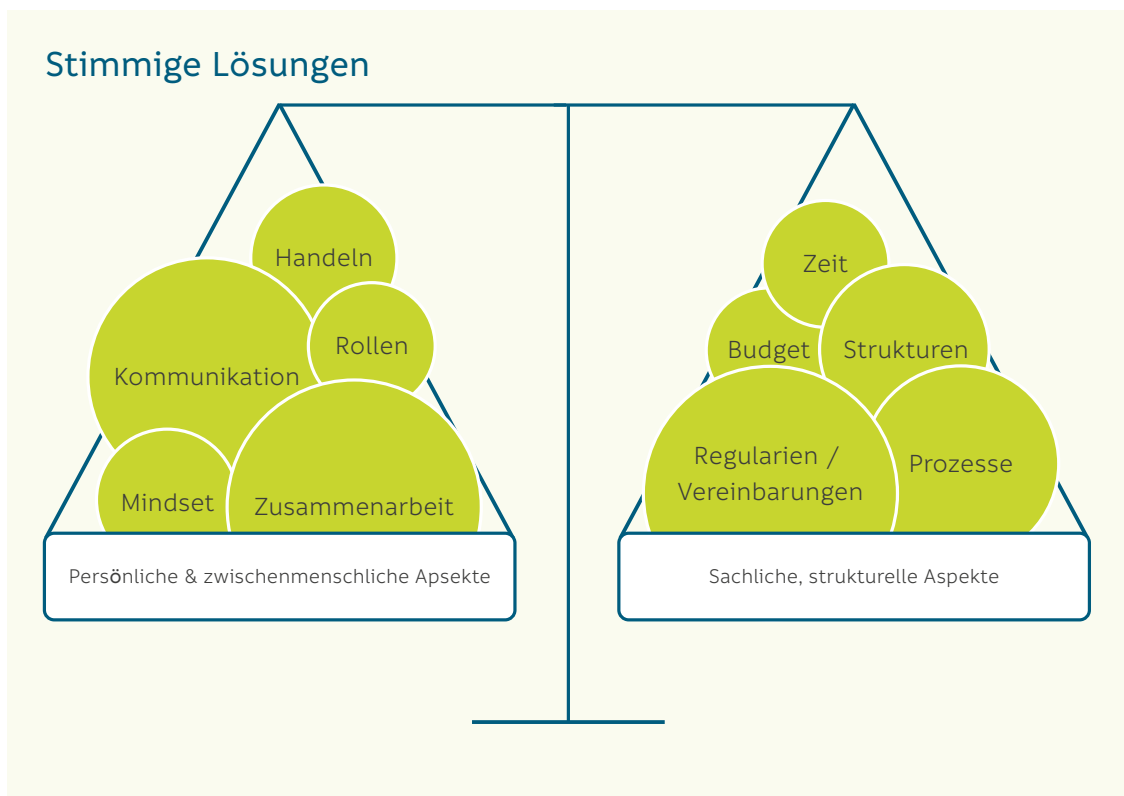 Stimmige Lösungen
Handeln
Rollen
Kommunikation
Mindset
Zusammenarbeit
Persönliche & zwischenmenschliche Apsekte
Zeit
Budget
Strukturen
Regularien /
Vereinbarungen
Prozesse
Sachliche, strukturelle Aspekte